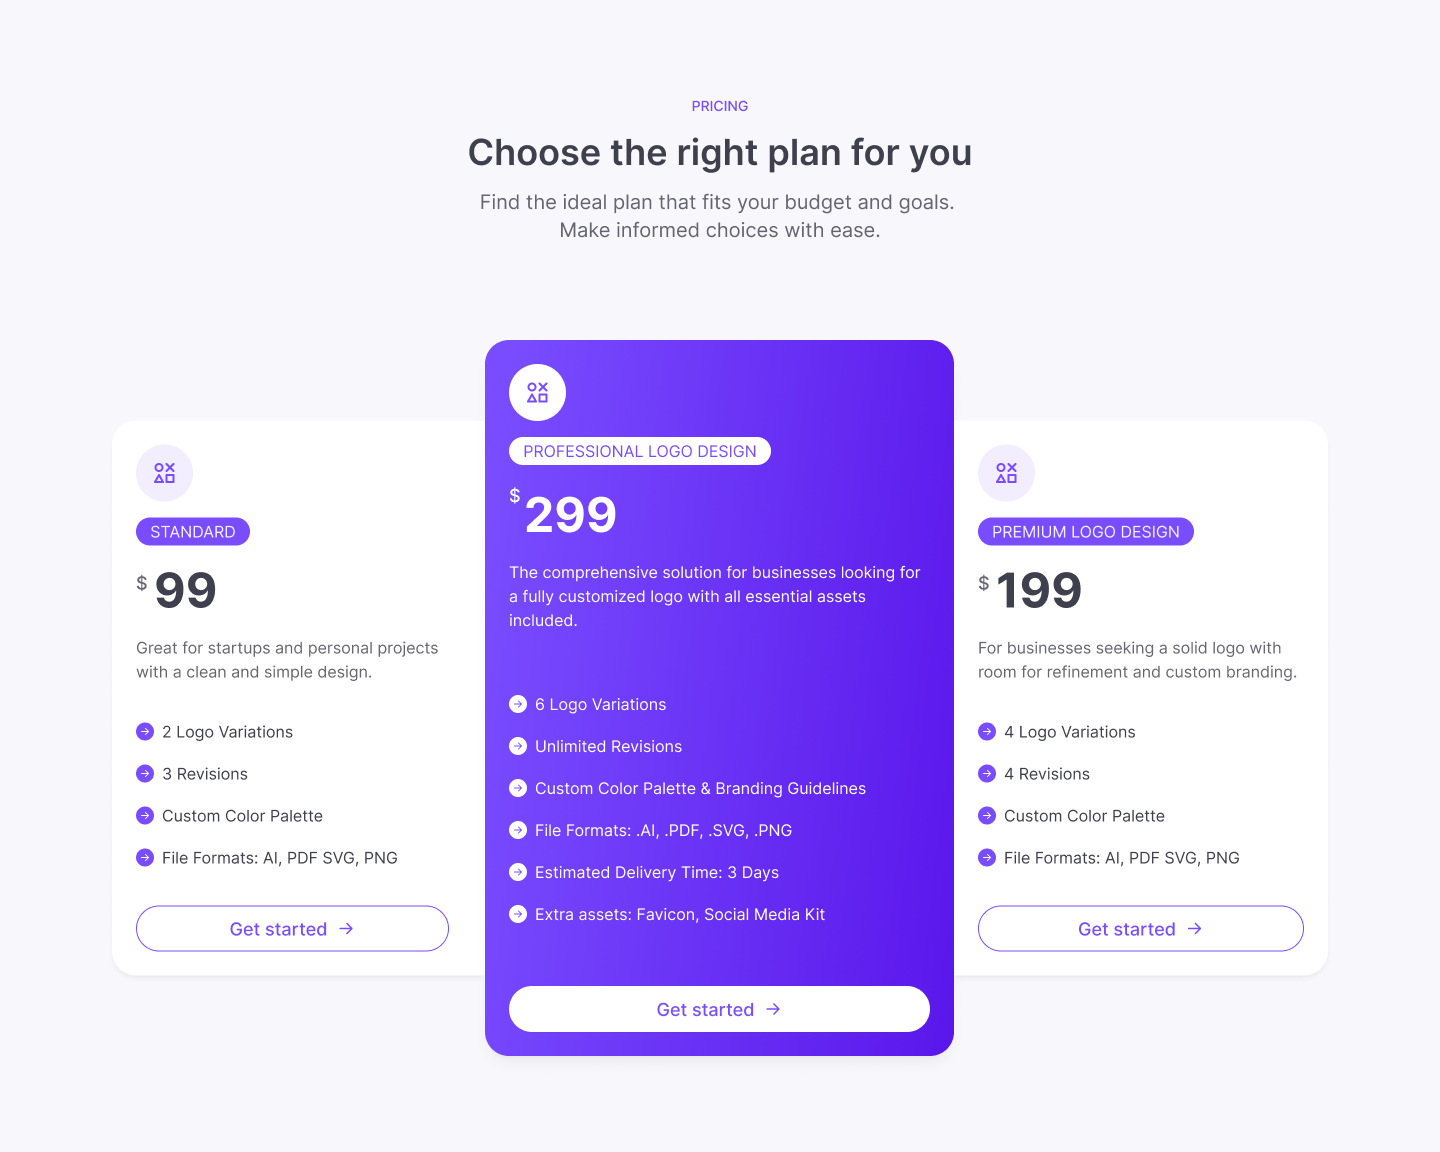 PRICING
Choose the right plan for you
Find the ideal plan that fits your budget and goals.
Make informed choices with ease.
STANDARD
$ 99
Great for startups and personal projects
with a clean and simple design.
2 Logo Variations
3 Revisions
Custom Color Palette
File Formats: AI, PDF SVG, PNG
Get started
PROFESSIONAL LOGO DESIGN
$ 299
The comprehensive solution for businesses looking for
a fully customized logo with all essential assets
included.
6 Logo Variations
Unlimited Revisions
Custom Color Palette & Branding Guidelines
File Formats: .AI, .PDF, .SVG, .PNG
Estimated Delivery Time: 3 Days
Extra assets: Favicon, Social Media Kit
Get started
PREMIUM LOGO DESIGN
$ 199
For businesses seeking a solid logo with
room for refinement and custom branding.
4 Logo Variations
4 Revisions
Custom Color Palette
File Formats: AI, PDF SVG, PNG
Get started